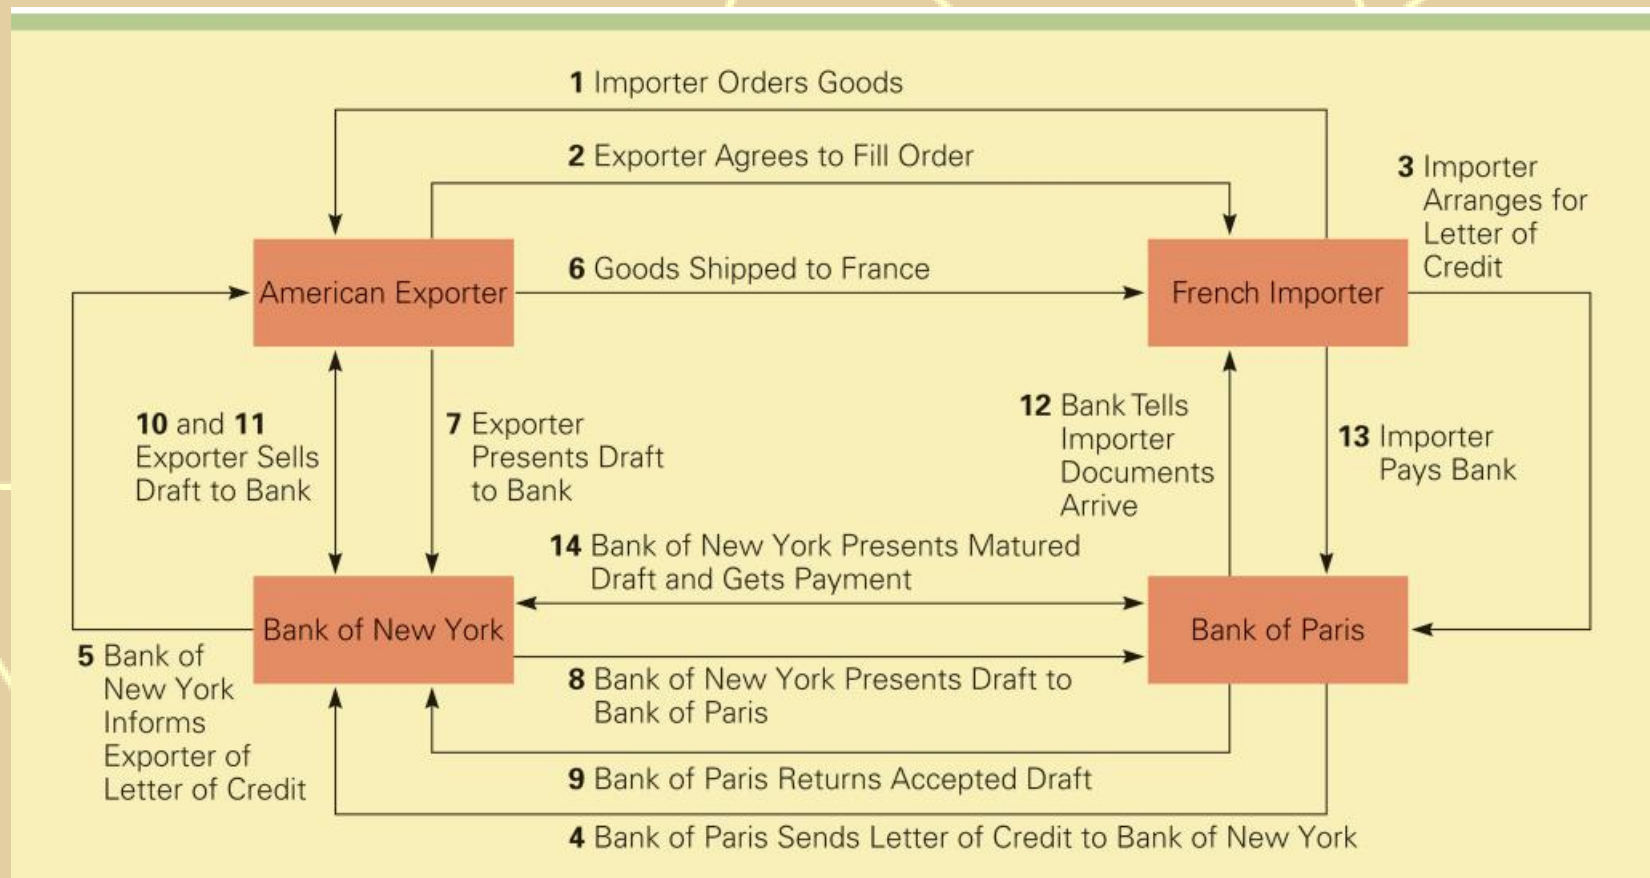 1 Importer Orders Goods
2 Exporter Agrees to Fill Order
3 Importer
Arranges for
Letter of
Credit
6 Goods Shipped to France
American Exporter
French Importer
10 and 11
Exporter Sells
Draft to Bank
7 Exporter
Presents Draft
to Bank
12 Bank Tells
Importer
Documents
Arrive
13 Importer
Pays Bank
14 Bank of New York Presents Matured
Draft and Gets Payment
Bank of New York
Bank of Paris
5 Bank of
New York
Informs
Exporter of
Letter of Credit
8 Bank of New York Presents Draft to
Bank of Paris
9 Bank of Paris Returns Accepted Draft
4 Bank of Paris Sends Letter of Credit to Bank of New York